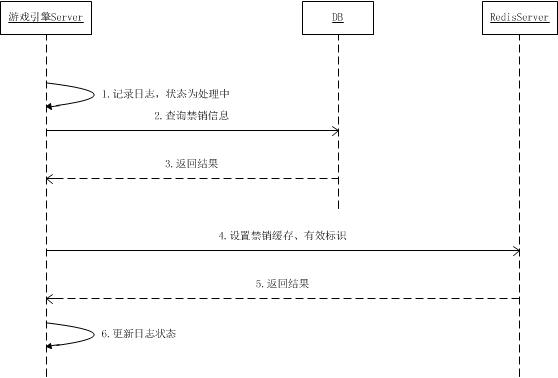 游戏引擎Server
DB
RedisServer
1.记录日志，状态为处理中
2.查询禁销信息
3.返回结果
4.设置禁销缓存、有效标识
5.返回结果
6.更新日志状态